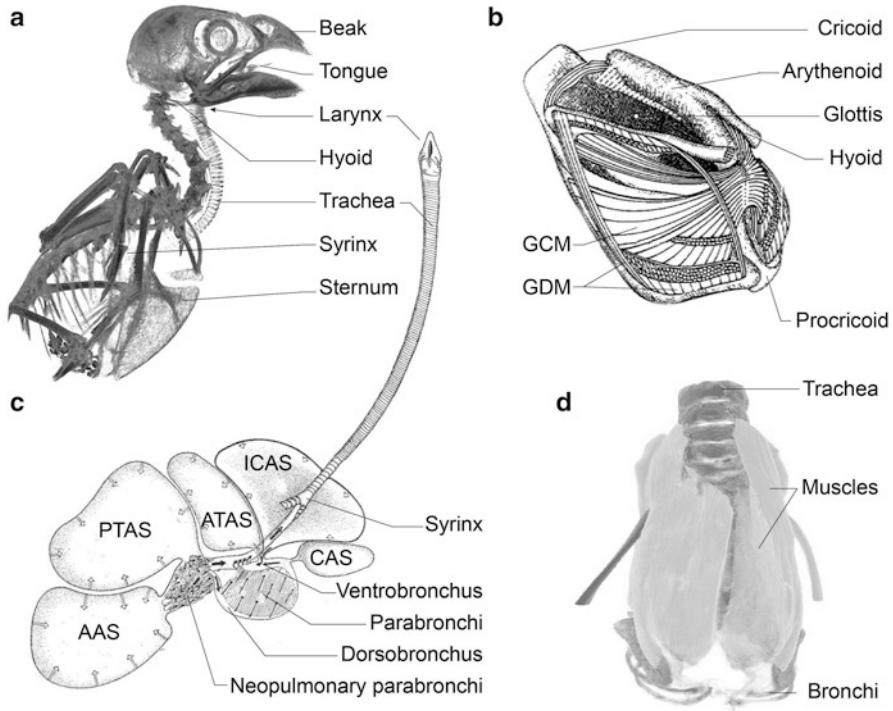 a
Beak
Tongue
Larynx
Hyoid
Trachea
Syrinx
Sternum
b
Cricoid
Arythenoid
Glottis
Hyoid
GCM
GDM
Procricoid
c
ICAS
ATAS
PTAS
Syrinx
CAS
Ventrobronchus
Parabronchi
AAS
Dorsobronchus
Neopulmonary parabronchi
d
Trachea
Muscles
Bronchi